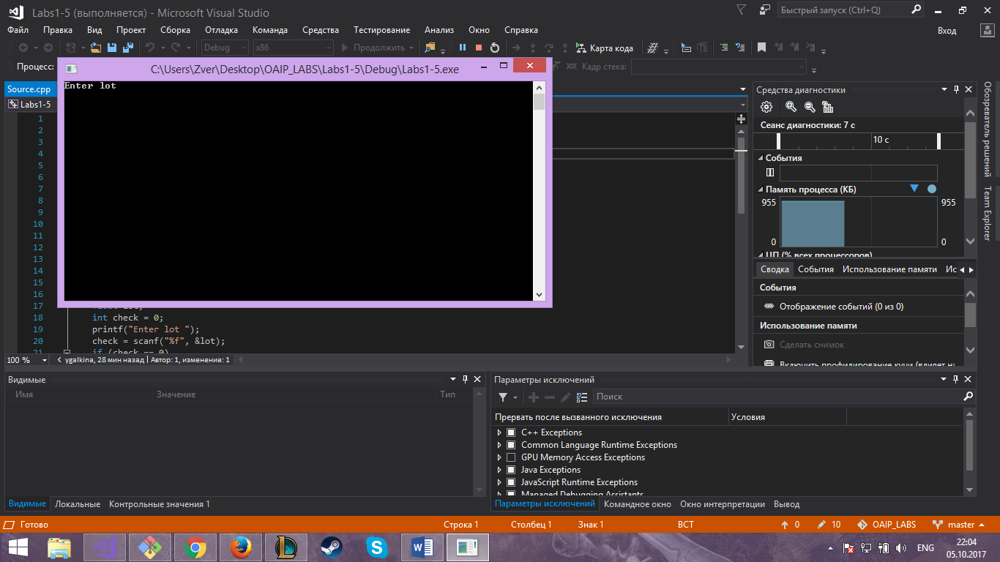 Labs1-5 (выполняется) - Microsoft Visual Studio
Быстрый запуск (Ctrl+Q)
Файл Правка Вид Проект Сборка Отладка Команда Средства Тестирование Анализ Окно Справка
Вход
Debug x86 Продолжить Карта кода
Процесс:
Кадр стека:
C:\Users\Zver\Desktop\OAIP_LABS\Labs1-5\Debug\Labs1-5.exe
Enter lot
Source.cpp
Labs1-5
1
2
3
4
5
6
7
8
9
10
11
12
13
14
15
16
17
18 int check = 0;
19 printf("Enter lot ");
20 check = scanf("%f", &lot);
21 if (check == 0)
100 %
ygalkina, 28 мин назад | Автор: 1, изменение: 1
Средства диагностики
Сеанс диагностики: 7 с
10 с
События
Память процесса (КБ)
955 955
0 0
ЦП (% всех процессоров)
Сводка События Использование памяти Ис
События
Отображение событий (0 из 0)
Использование памяти
Сделать снимок
Включить профилирование кучи (влияет на
Обозреватель решений
Team Explorer
Видимые
Имя Значение Тип
Видимые Локальные Контрольные значения 1
Параметры исключений
Поиск
Прервать после вызванного исключения Условия
C++ Exceptions
Common Language Runtime Exceptions
GPU Memory Access Exceptions
Java Exceptions
JavaScript Runtime Exceptions
Managed Debugging Assistants
Параметры исключений Командное окно Окно интерпретации Вывод
Готово Строка 1 Столбец 1 Знак 1 ВСТ 0 10 OAIP_LABS master
ENG
22:04
05.10.2017